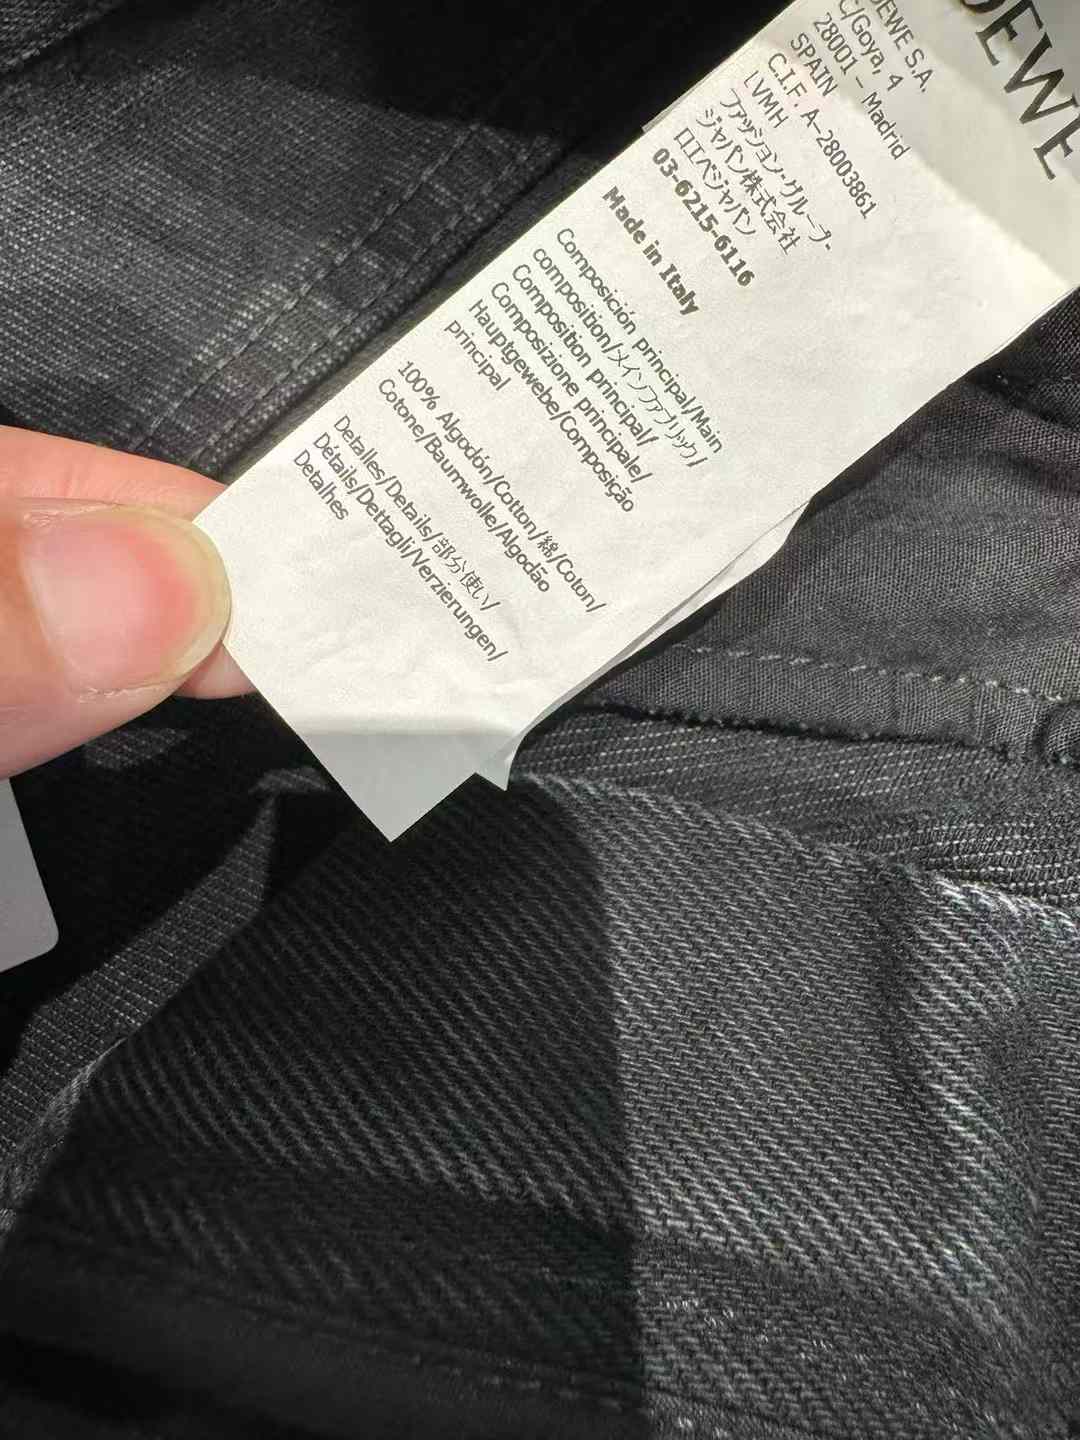 OEWE
OEWE S.A.
C/Goya, 4
28001 - Madrid
SPAIN
C.I.F. A-28003861
LVMH
ファッション・グループ・
ジャパン株式会社
ロエベジャパン
03-6215-6116
Made in Italy
Composición principal/Main
composition/メインファブリック/
Composition principal/
Composizione principale/
Hauptgewebe/Composição
principal
100% Algodón/Cotton/綿/Coton/
Cotone/Baumwolle/Algodão
Detalles/Details/部分使い/
Détails/Dettagli/Verzierungen/
Detalhes